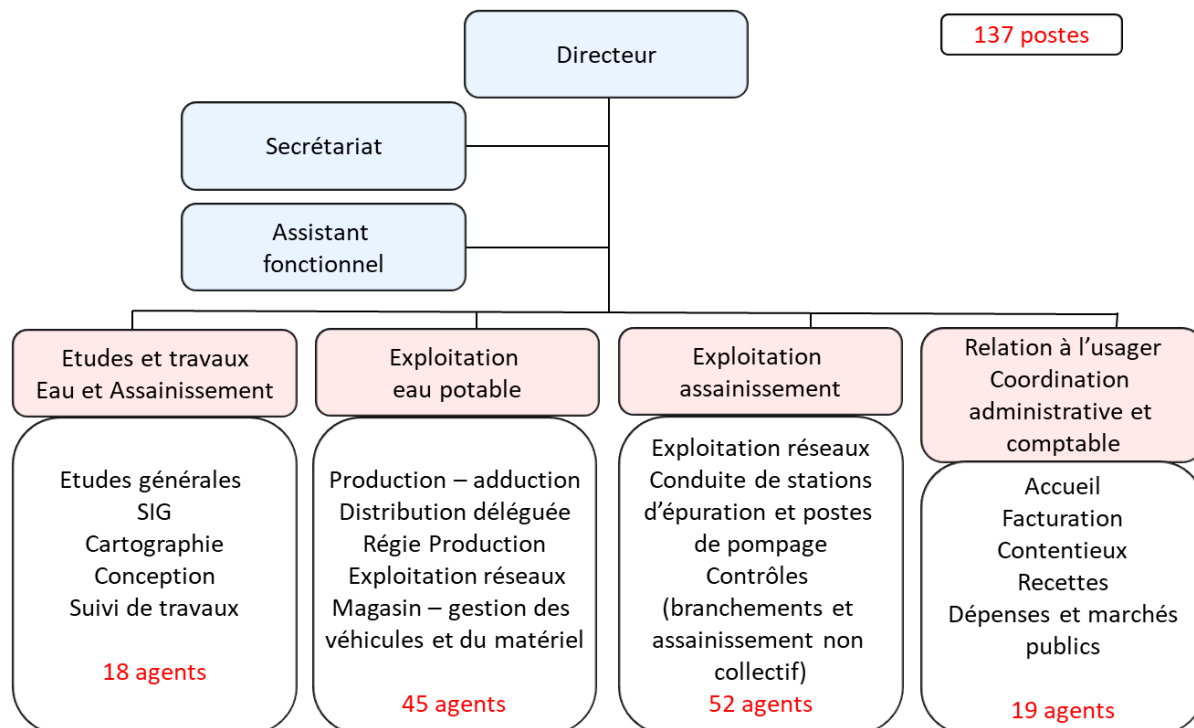 Directeur
137 postes
Secrétariat
Assistant
fonctionnel
Etudes et travaux
Eau et Assainissement
Etudes générales
SIG
Cartographie
Conception
Suivi de travaux
18 agents
Exploitation
eau potable
Production – adduction
Distribution déléguée
Régie Production
Exploitation réseaux
Magasin – gestion des
véhicules et du matériel
45 agents
Exploitation
assainissement
Exploitation réseaux
Conduite de stations
d’épuration et postes
de pompage
Contrôles
(branchements et
assainissement non
collectif)
52 agents
Relation à l’usager
Coordination
administrative et
comptable
Accueil
Facturation
Contentieux
Recettes
Dépenses et marchés
publics
19 agents